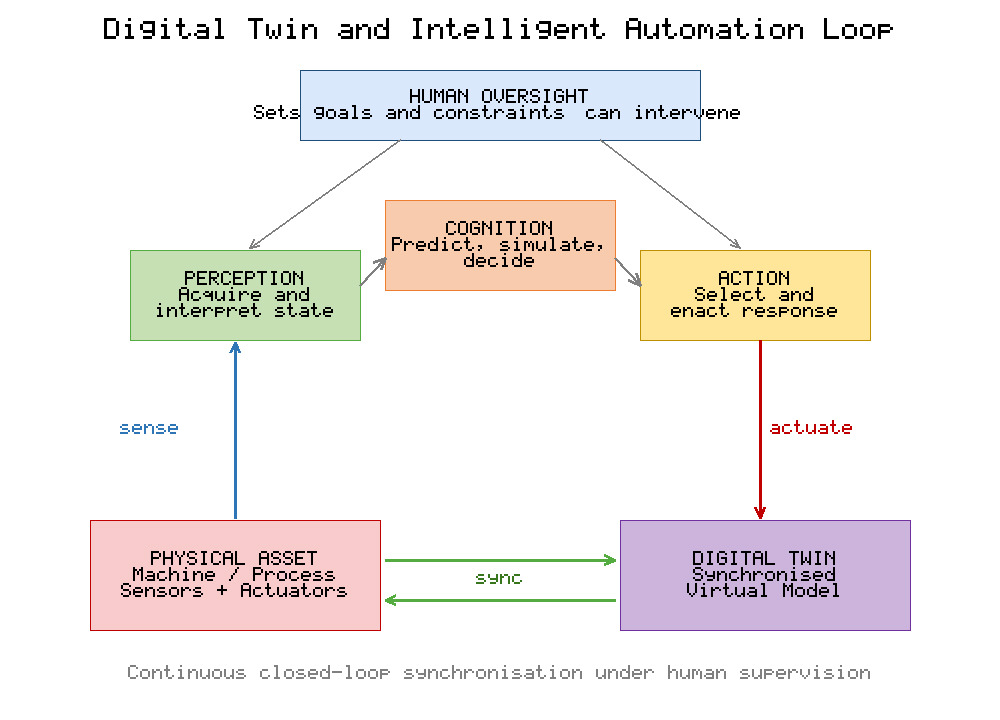 Digital Twin and Intelligent Automation Loop
HUMAN OVERSIGHT
Sets goals and constraints  can intervene
COGNITION
Predict, simulate,
decide
PERCEPTION
Acquire and
interpret state
ACTION
Select and
enact response
sense
actuate
PHYSICAL ASSET
Machine / Process
Sensors + Actuators
sync
DIGITAL TWIN
Synchronised
Virtual Model
Continuous closed-loop synchronisation under human supervision